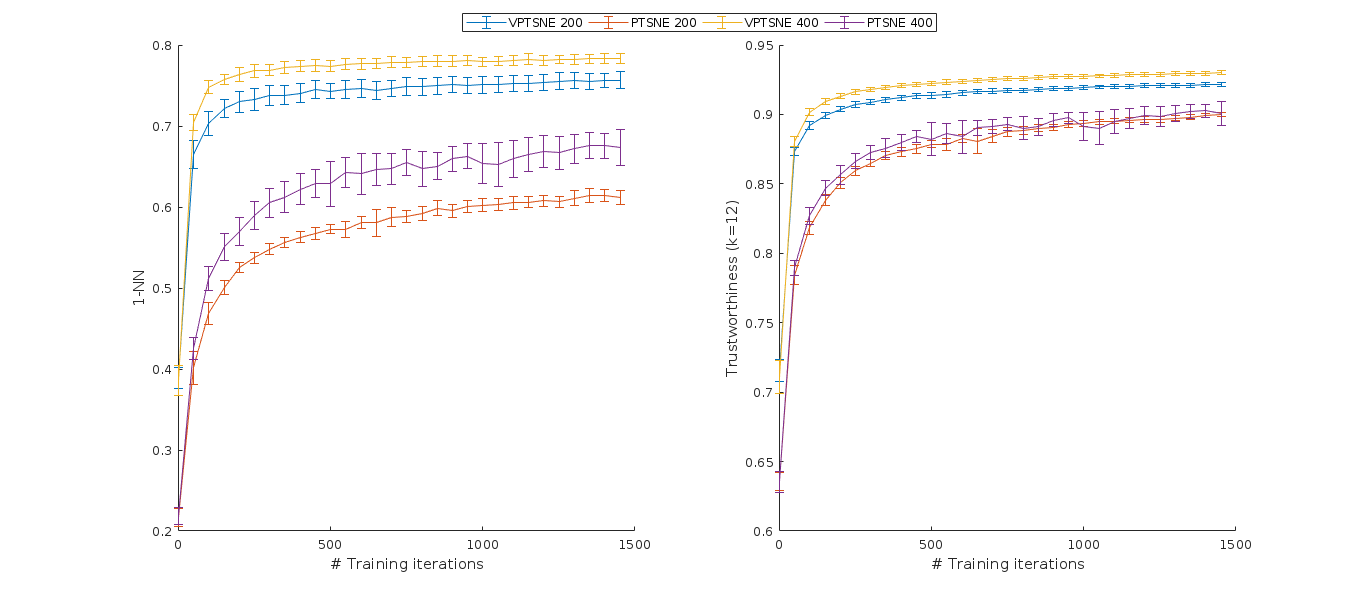 VPTSNE 200 PTSNE 200 VPTSNE 400 PTSNE 400
1-NN
0.8
0.7
0.6
0.5
0.4
0.3
0.2
0 500 1000 1500
# Training iterations
Trustworthiness (k=12)
0.95
0.9
0.85
0.8
0.75
0.7
0.65
0.6
0 500 1000 1500
# Training iterations